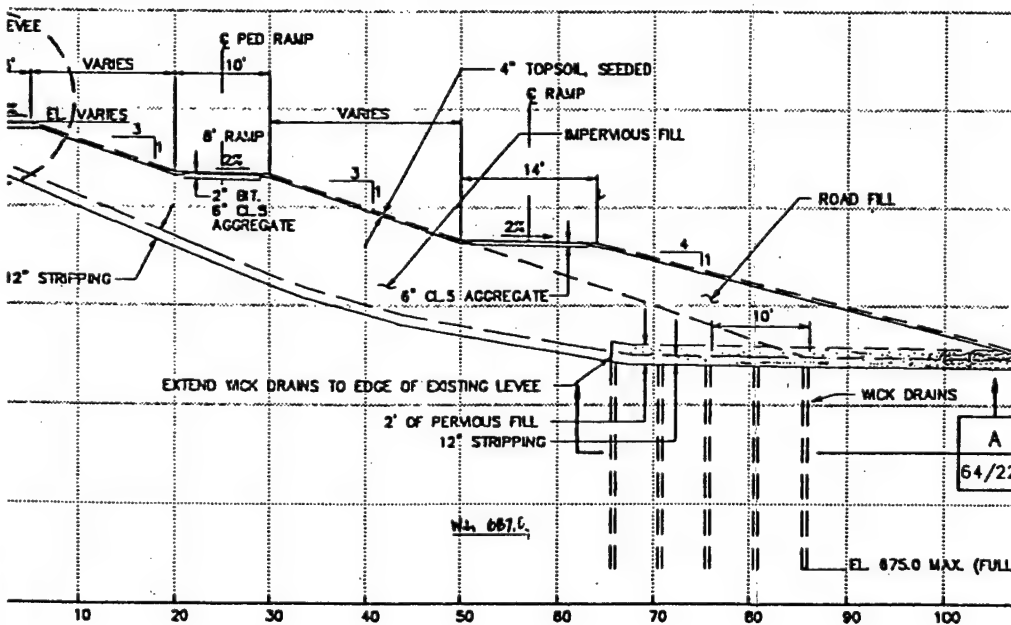 EVEE
℄ PED RAMP
VARIES
10'
4" TOPSOIL, SEEDED
℄ RAMP
EL. VARIES
VARIES
IMPERVIOUS FILL
3
1
8' RAMP
2%
3
1
14'
2" BIT.
6" CL.5
AGGREGATE
ROAD FILL
2%
4
1
12" STRIPPING
6" CL.5 AGGREGATE
10'
EXTEND WICK DRAINS TO EDGE OF EXISTING LEVEE
WICK DRAINS
2' OF PERVIOUS FILL
12" STRIPPING
A
64/22
EL 675.0 MAX. (FULL
10 20 30 40 50 60 70 80 90 100